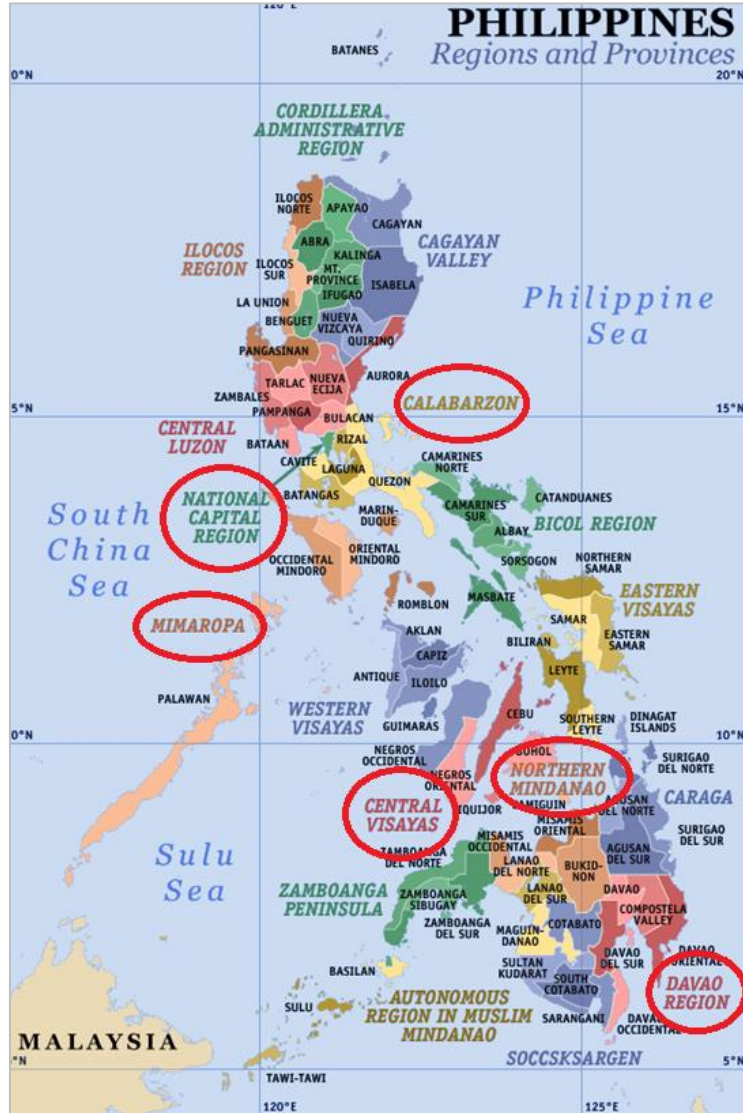 120°E
PHILIPPINES
Regions and Provinces
BATANES
0°N
20°N
CORDILLERA
ADMINISTRATIVE
REGION
ILOCOS
NORTE
APAYAO
CAGAYAN
ABRA
KALINGA
CAGAYAN
VALLEY
ILOCOS
REGION
ILOCOS
SUR
MT.
PROVINCE
IFUGAO
ISABELA
LA UNION
BENGUET
NUEVA
VIZCAYA
QUIRINO
Philippine
Sea
PANGASINAN
TARLAC
NUEVA
ECIJA
AURORA
ZAMBALES
PAMPANGA
BULACAN
CALABARZON
5°N
15°N
CENTRAL
LUZON
BATAAN
RIZAL
CAVITE
LAGUNA
QUEZON
BATANGAS
CAMARINES
NORTE
NATIONAL
CAPITAL
REGION
CAMARINES
SUR
CATANDUANES
MARIN-
DUQUE
ALBAY
BICOL REGION
South
China
Sea
OCCIDENTAL
MINDORO
ORIENTAL
MINDORO
SORSOGON
NORTHERN
SAMAR
MASBATE
ROMBLON
EASTERN
VISAYAS
MIMAROPA
SAMAR
AKLAN
BILIRAN
EASTERN
SAMAR
CAPIZ
ANTIQUE
ILOILO
LEYTE
PALAWAN
WESTERN
VISAYAS
GUIMARAS
CEBU
SOUTHERN
LEYTE
DINAGAT
ISLANDS
0°N
10°N
NEGROS
OCCIDENTAL
BOHOL
SURIGAO
DEL NORTE
NEGROS
ORIENTAL
NORTHERN
MINDANAO
CENTRAL
VISAYAS
IQUIJOR
AMIGUIN
AGUSAN
DEL NORTE
CARAGA
MISAMIS
OCCIDENTAL
MISAMIS
ORIENTAL
SURIGAO
DEL SUR
Sulu
Sea
ZAMBOANGA
DEL NORTE
LANAO
DEL NORTE
BUKID-
NON
AGUSAN
DEL SUR
ZAMBOANGA
PENINSULA
ZAMBOANGA
SIBUGAY
LANAO
DEL SUR
DAVAO
COMPOSTELA
VALLEY
ZAMBOANGA
DEL SUR
MAGUIN-
DANAO
COTABATO
BASILAN
SULTAN
KUDARAT
DAVAO
DEL SUR
DAVAO
ORIENTAL
SOUTH
COTABATO
DAVAO
REGION
SULU
AUTONOMOUS
REGION IN MUSLIM
MINDANAO
SARANGANI
DAVAO
OCCIDENTAL
MALAYSIA
SOCCSKSARGEN
°N
5°N
TAWI-TAWI
120°E
125°E